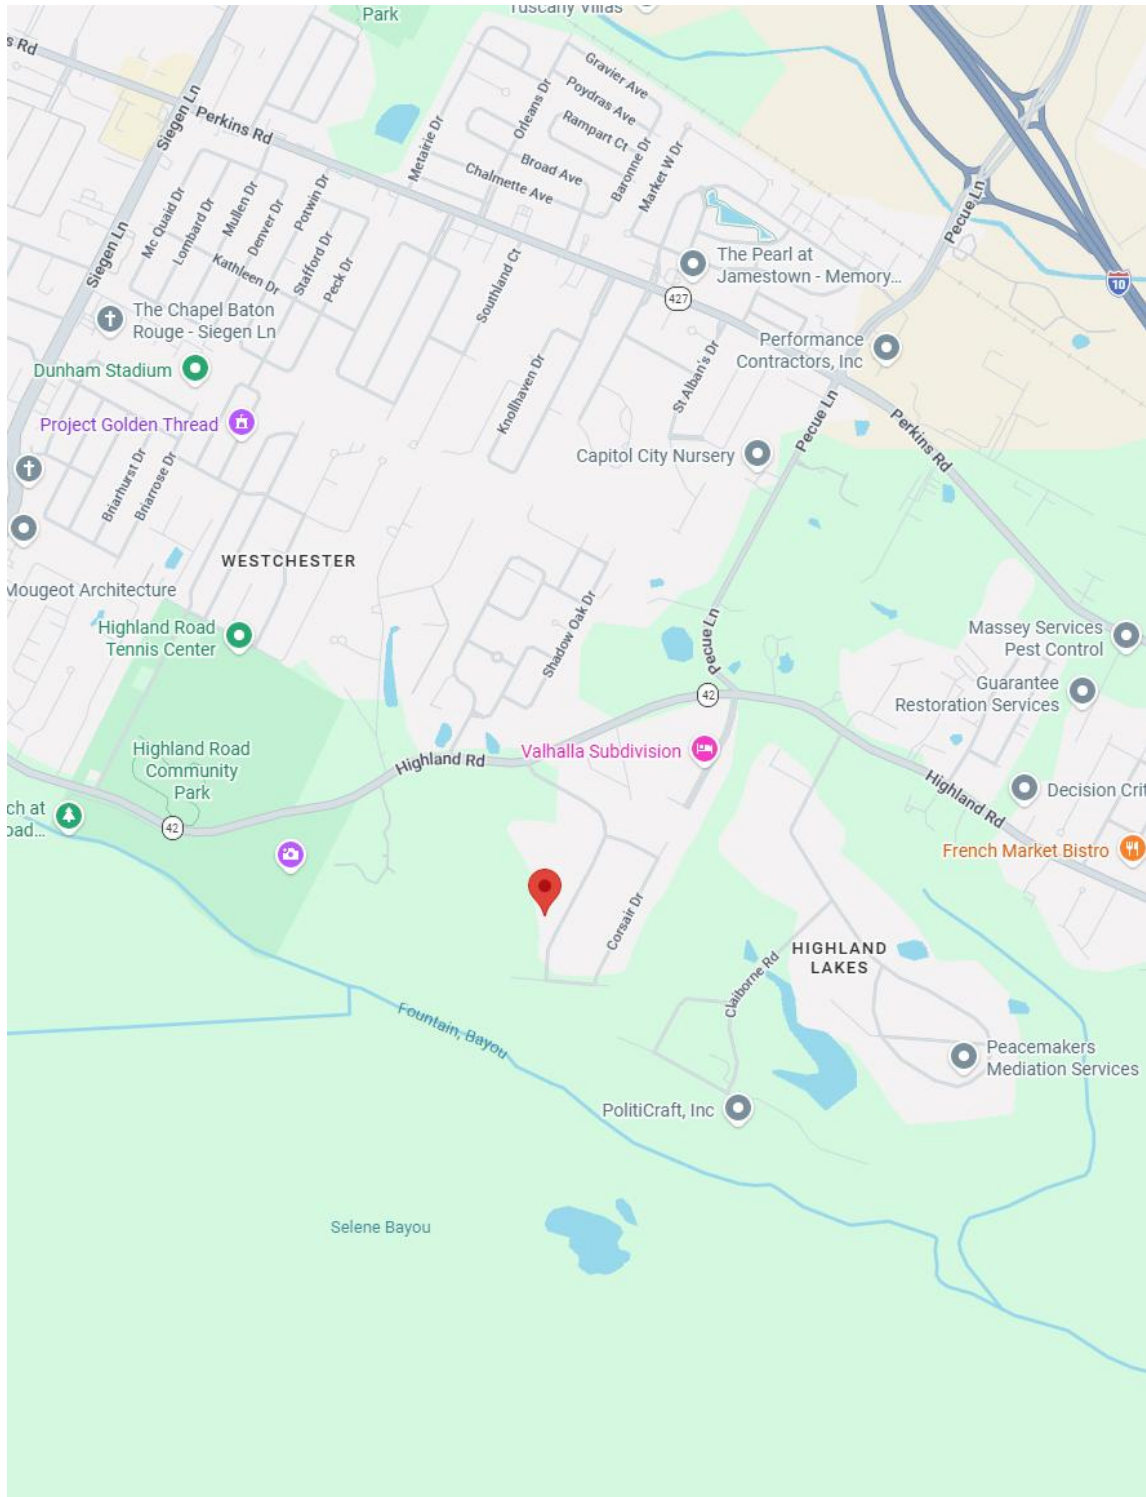 Park
Tuscany Villas
s Rd
Siegen Ln
Perkins Rd
Metairie Dr
Orleans Dr
Gravier Ave
Poydras Ave
Rampart Ct
Broad Ave
Chalmette Ave
Baronne Dr
Market W Dr
Pecue Ln
10
Siegen Ln
Mc Quaid Dr
Lombard Dr
Mullen Dr
Denver Dr
Potwin Dr
Stafford Dr
Peck Dr
Kathleen Dr
Southland Ct
The Pearl at
Jamestown - Memory...
427
The Chapel Baton
Rouge - Siegen Ln
Performance
Contractors, Inc
Dunham Stadium
Knollhaven Dr
St Alban's Dr
Pecue Ln
Perkins Rd
Project Golden Thread
Capitol City Nursery
Briarhurst Dr
Briarrose Dr
WESTCHESTER
Mougeot Architecture
Highland Road
Tennis Center
Shadow Oak Dr
Pecue Ln
Massey Services
Pest Control
Guarantee
Restoration Services
42
Highland Road
Community
Park
Highland Rd
Valhalla Subdivision
Highland Rd
Decision Crit
ch at
oad...
42
French Market Bistro
Corsair Dr
HIGHLAND
LAKES
Claiborne Rd
Fountain, Bayou
Peacemakers
Mediation Services
PolitiCraft, Inc
Selene Bayou